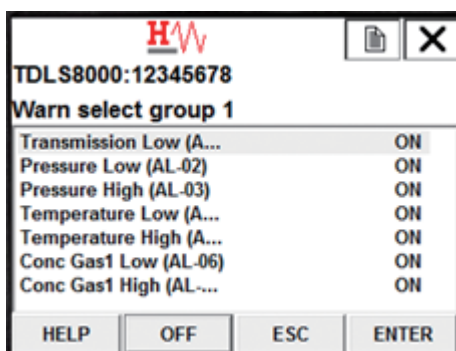 H
TDLS8000:12345678
Warn select group 1
Transmission Low (A... ON
Pressure Low (AL-02) ON
Pressure High (AL-03) ON
Temperature Low (A... ON
Temperature High (A... ON
Conc Gas1 Low (AL-06) ON
Conc Gas1 High (AL-... ON
HELP OFF ESC ENTER